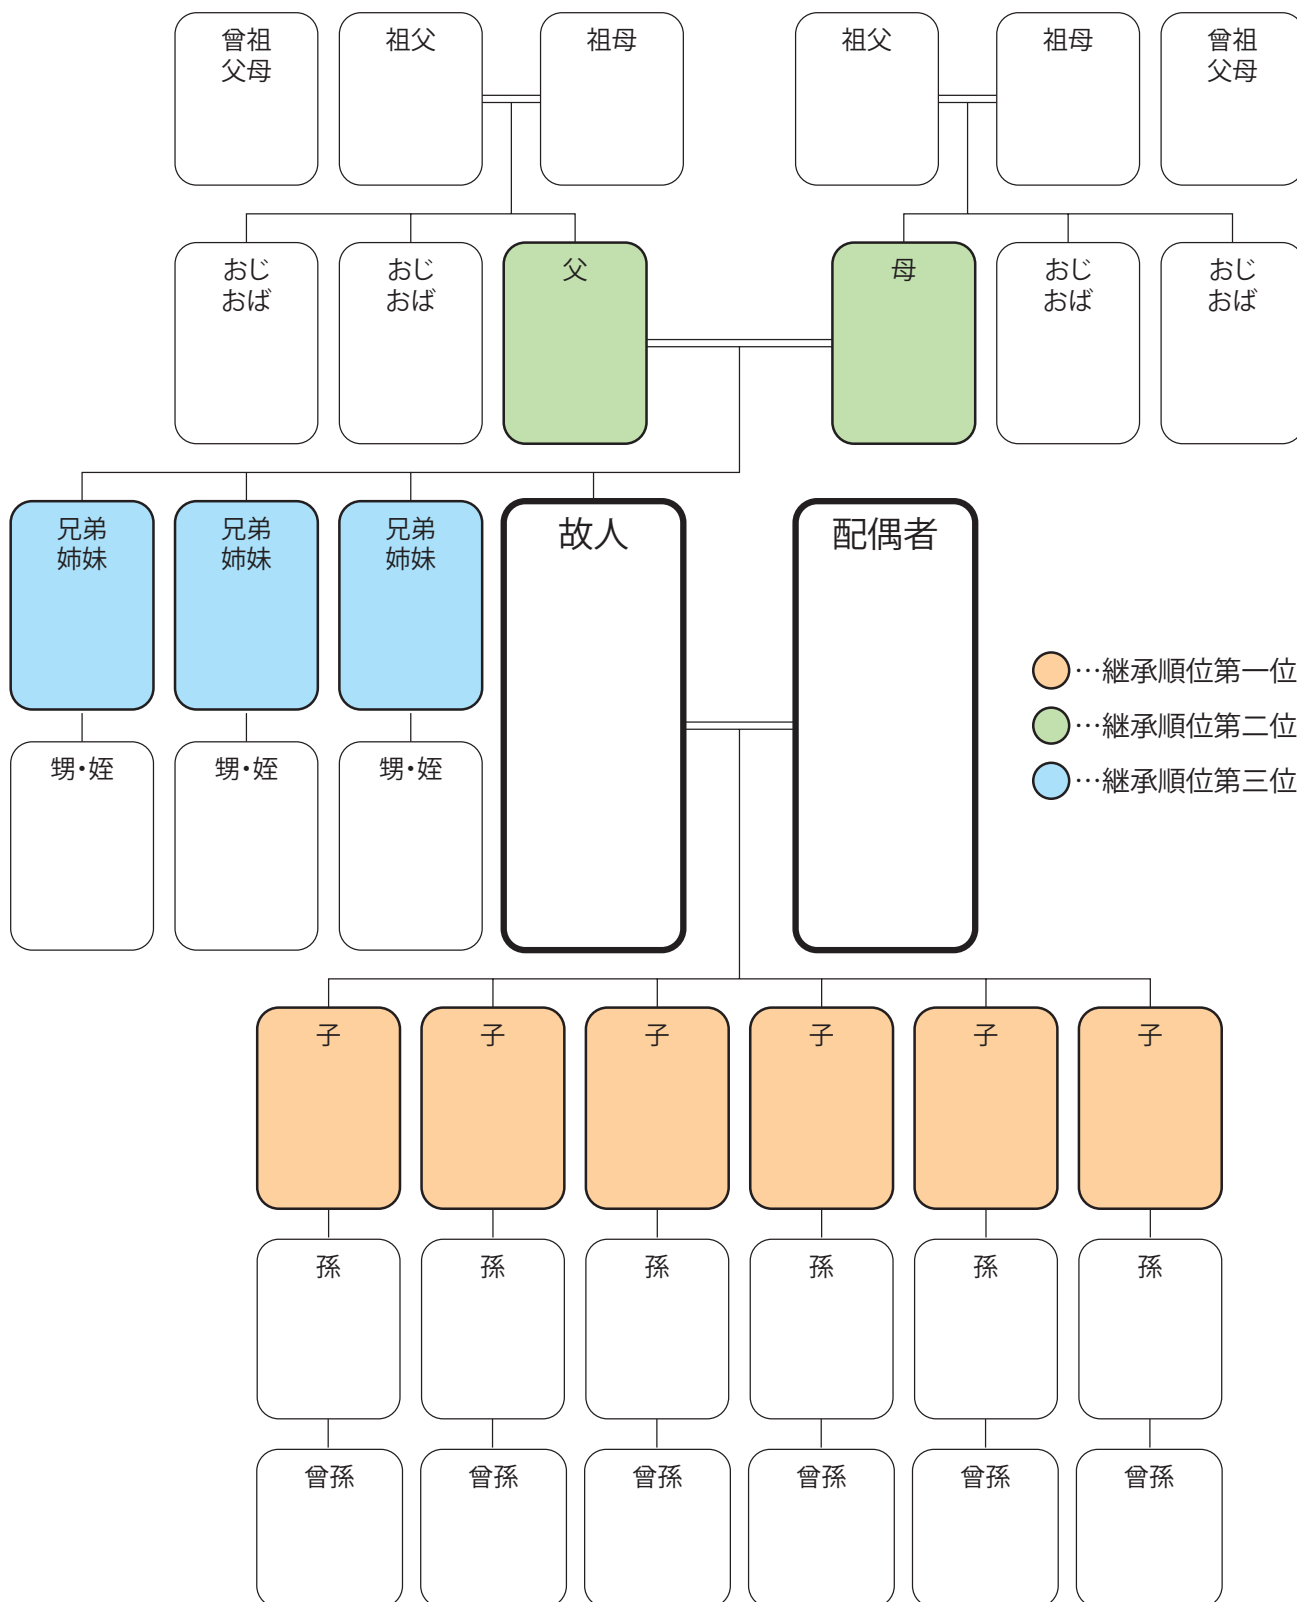 曾祖
父母
祖父
祖母
祖父
祖母
曾祖
父母
おじ
おば
おじ
おば
父
母
おじ
おば
おじ
おば
兄弟
姉妹
兄弟
姉妹
兄弟
姉妹
故人
配偶者
…継承順位第一位
…継承順位第二位
…継承順位第三位
甥・姪
甥・姪
甥・姪
子
子
子
子
子
子
孫
孫
孫
孫
孫
孫
曾孫
曾孫
曾孫
曾孫
曾孫
曾孫